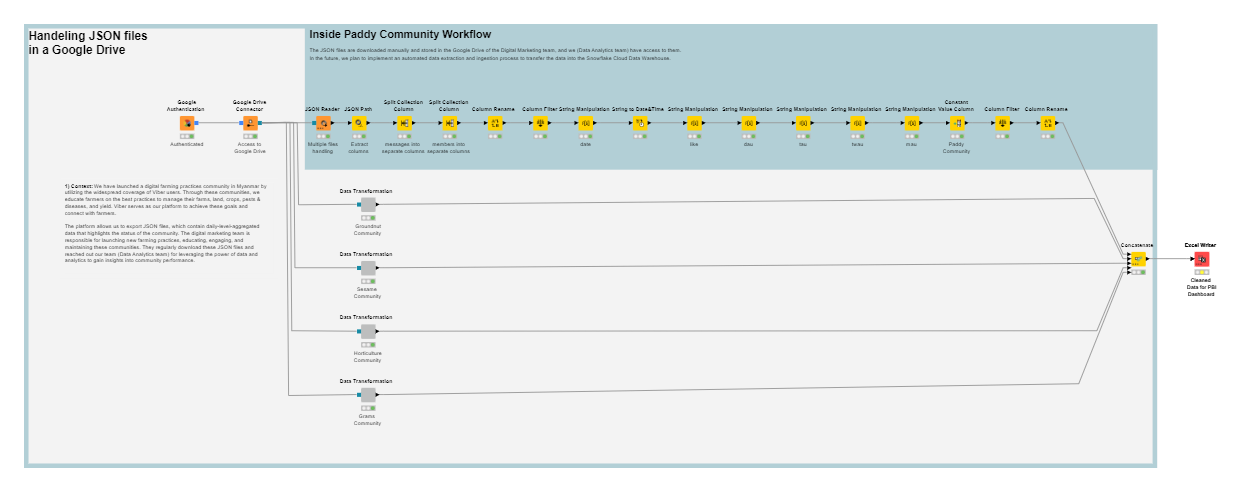 Handeling JSON files
in a Google Drive
Inside Paddy Community Workflow
The JSON files are downloaded manually and stored in the Google Drive of the Digital Marketing team, and we (Data Analytics team) have access to them.
In the future, we plan to implement an automated data extraction and ingestion process to transfer the data into the Snowflake Cloud Data Warehouse.
Google
Authentication
Authenticated
Google Drive
Connector
Access to
Google Drive
JSON Reader
Multiple files
handling
JSON Path
Extract
columns
Split Collection
Column
messages into
separate columns
Split Collection
Column
members into
separate columns
Column Rename
Column Filter
String Manipulation
date
String to Date&Time
String Manipulation
like
String Manipulation
dau
String Manipulation
tau
String Manipulation
String Manipulation
mau
Constant
Value Column
Paddy
Community
Column Filter
Column Rename
1) Context: We have launched a digital farming practices community in Myanmar by
utilizing the widespread coverage of Viber users. Through these communities, we
educate farmers on the best practices to manage their farms, land, crops, pests &
diseases, and yield. Viber serves as our platform to achieve these goals and
connect with farmers.
The platform allows us to export JSON files, which contain daily-level-aggregated
data that highlights the status of the community. The digital marketing team is
responsible for launching new farming practices, educating, engaging, and
maintaining these communities. They regularly download these JSON files and
reached out our team (Data Analytics team) for leveraging the power of data and
analytics to gain insights into community performance.
Data Transformation
Groundnut
Community
Data Transformation
Sesame
Community
Data Transformation
Horticulture
Community
Data Transformation
Grams
Community
Concatenate
Excel Writer
Cleaned
Data for PBI
Dashboard